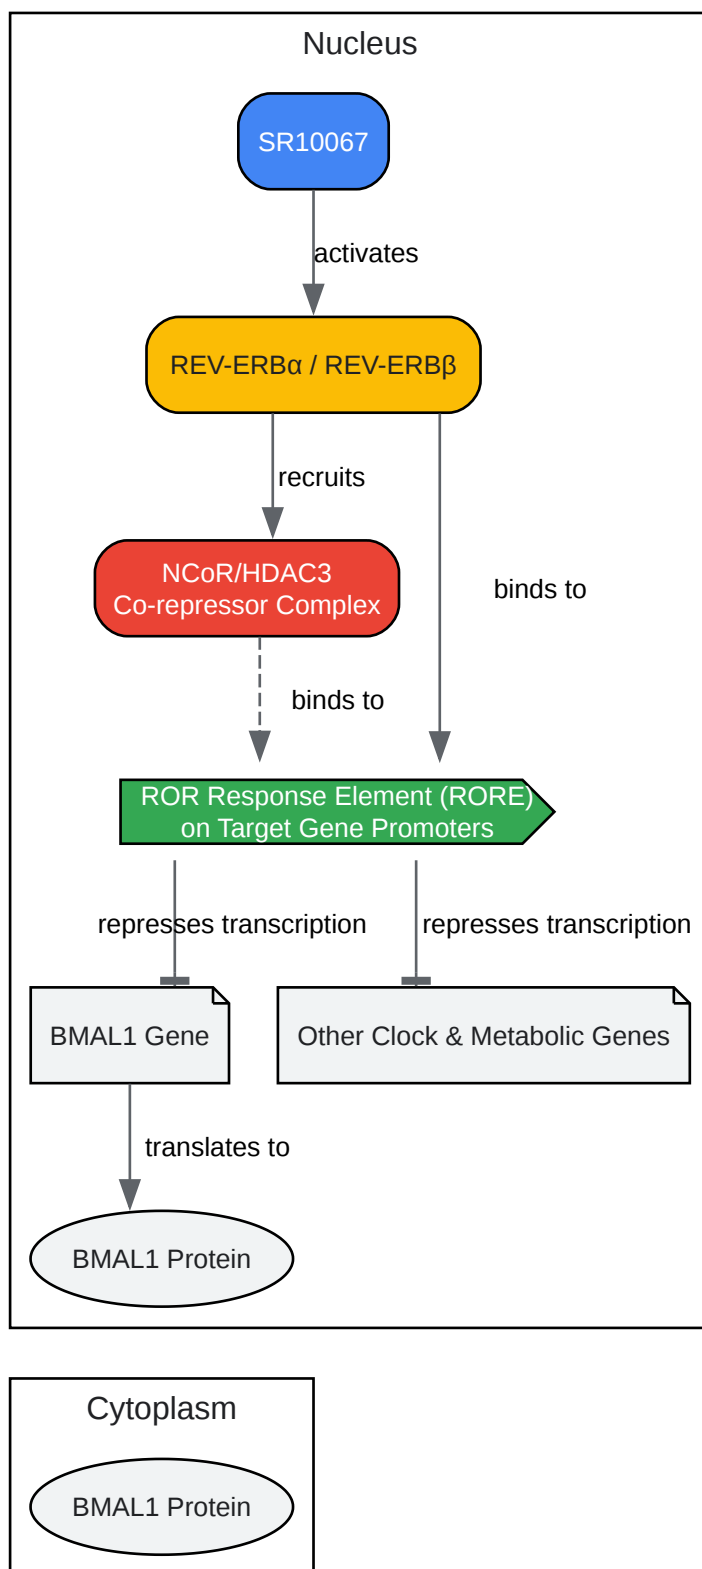 Nucleus
SR10067
activates
REV-ERBα / REV-ERBβ
recruits
NCoR/HDAC3
Co-repressor Complex
binds to
binds to
ROR Response Element (RORE)
on Target Gene Promoters
represses transcription
represses transcription
BMAL1 Gene
Other Clock & Metabolic Genes
translates to
BMAL1 Protein
Cytoplasm
BMAL1 Protein